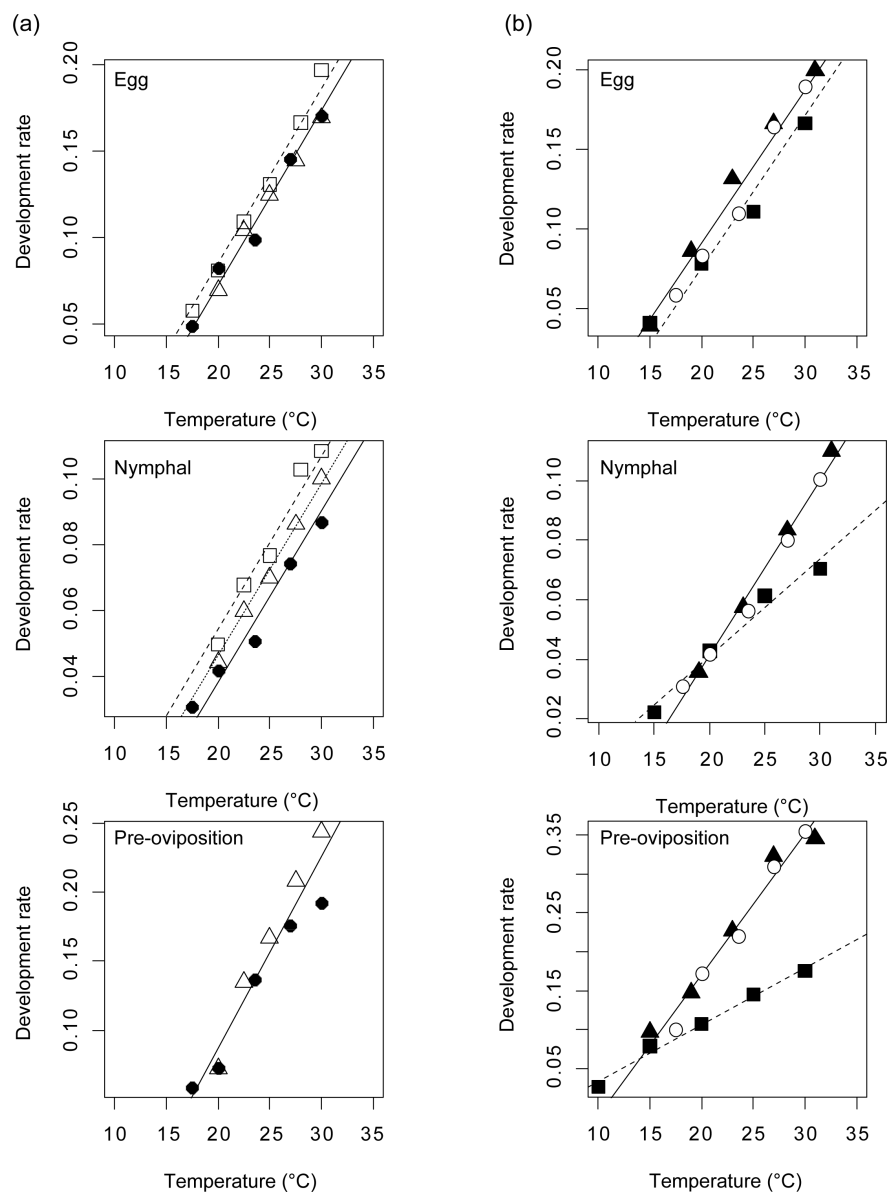 (a)
Egg
Development rate
0.05 0.10 0.15 0.20
10 15 20 25 30 35
Temperature (°C)
Nymphal
Development rate
0.04 0.06 0.08 0.10
10 15 20 25 30 35
Temperature (°C)
Pre-oviposition
Development rate
0.10 0.15 0.20 0.25
10 15 20 25 30 35
Temperature (°C)
(b)
Egg
Development rate
0.05 0.10 0.15 0.20
10 15 20 25 30 35
Temperature (°C)
Nymphal
Development rate
0.02 0.04 0.06 0.08 0.10
10 15 20 25 30 35
Temperature (°C)
Pre-oviposition
Development rate
0.05 0.15 0.25 0.35
10 15 20 25 30 35
Temperature (°C)